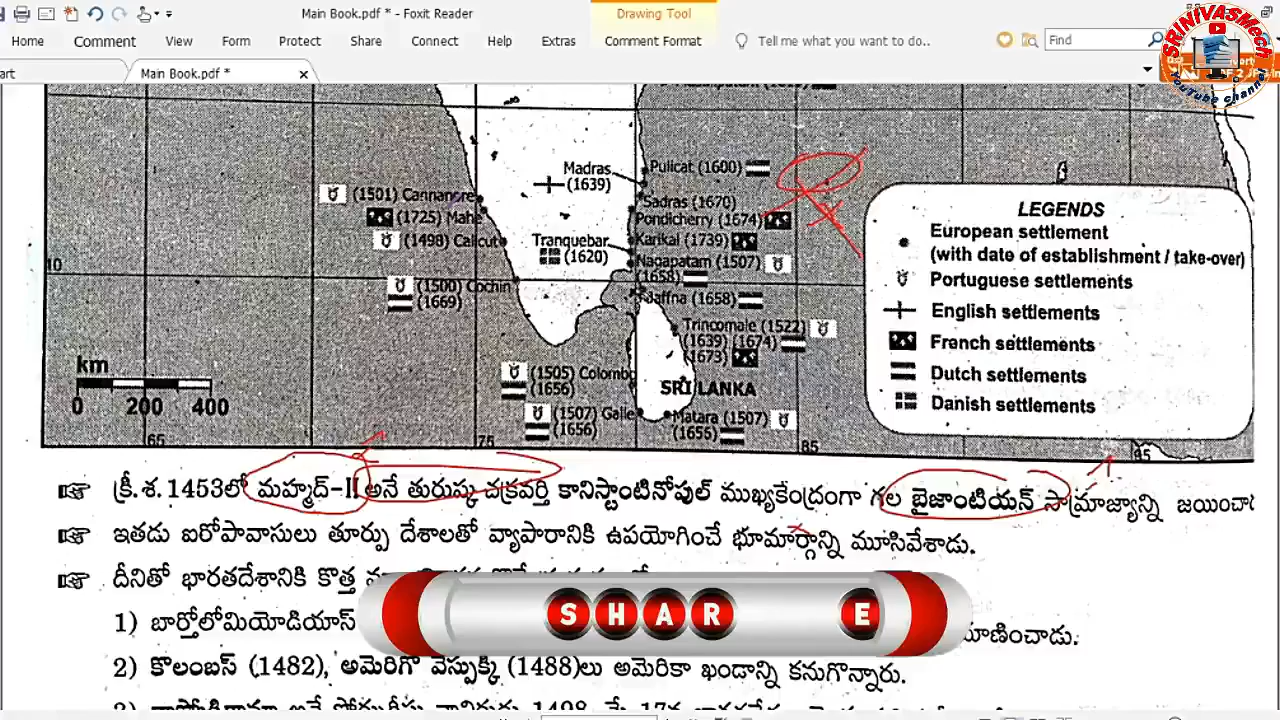 Main Book.pdf * - Foxit Reader
Drawing Tool
Home Comment View Form Protect Share Connect Help Extras Comment Format Tell me what you want to do.. Find
art Main Book.pdf *
SRINIVASMech
YouTube channel
Madras (1639)
Pulicat (1600)
Sadras (1670)
(1501) Cannanore
(1725) Mahe
Pondicherry (1674)
(1498) Calicut
Tranquebar (1620)
Karikal (1739)
Nagapatam (1507)
(1658)
10
(1500) Cochin
(1669)
Jaffna (1658)
Trincomale (1522)
(1639) (1674)
(1673)
(1505) Colombo
(1656)
SRI LANKA
(1507) Galle
(1656)
Matara (1507)
(1656)
km
0 200 400
65 75 85 95
LEGENDS
European settlement
(with date of establishment / take-over)
Portuguese settlements
English settlements
French settlements
Dutch settlements
Danish settlements
క్రీ.శ.1453లో మహ్మద్-II అనే తురుష్క చక్రవర్తి కానిస్టాంటినోపుల్ ముఖ్యకేంద్రంగా గల బైజాంటియన్ సామ్రాజ్యాన్ని జయించా
ఇతడు ఐరోపావాసులు తూర్పు దేశాలతో వ్యాపారానికి ఉపయోగించే భూమార్గాన్ని మూసివేశాడు.
దీనితో భారతదేశానికి కొత్త
SHARE
1) బార్తోలోమియోడియాస్
2) కొలంబస్ (1482), అమెరిగో వెస్పుక్కి (1488)లు అమెరికా ఖండాన్ని కనుగొన్నారు.